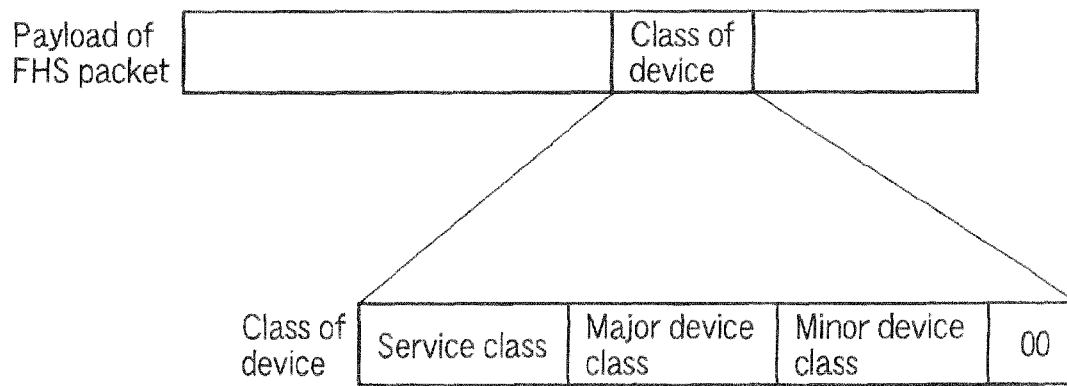 Payload of
FHS packet
Class of
device
Class of
device
Service class
Major device
class
Minor device
class
00